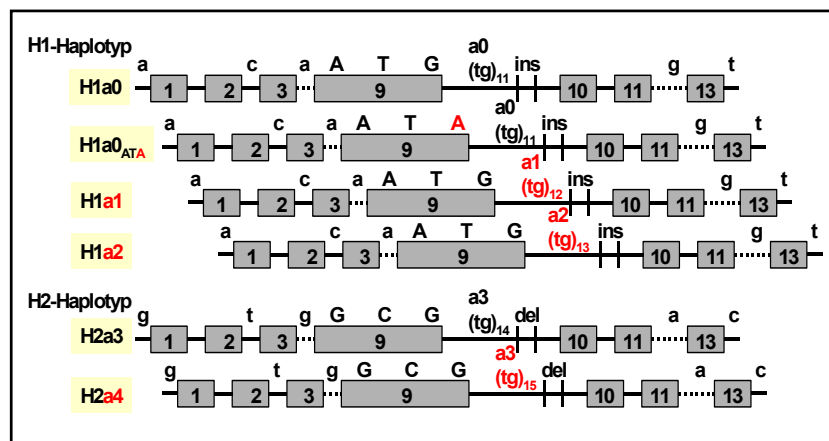 H1-Haplotyp
a c a A T G a0 (tg)11 ins g t
H1a0 1 2 3 9 10 11 13
a c a A T A a0 (tg)11 ins g t
H1a0ATA 1 2 3 9 10 11 13
a c a A T G a1 (tg)12 ins g t
H1a1 1 2 3 9 10 11 13
a c a A T G a2 (tg)13 ins g t
H1a2 1 2 3 9 10 11 13
H2-Haplotyp
g t g G C G a3 (tg)14 del a c
H2a3 1 2 3 9 10 11 13
g t g G C G a3 (tg)15 del a c
H2a4 1 2 3 9 10 11 13